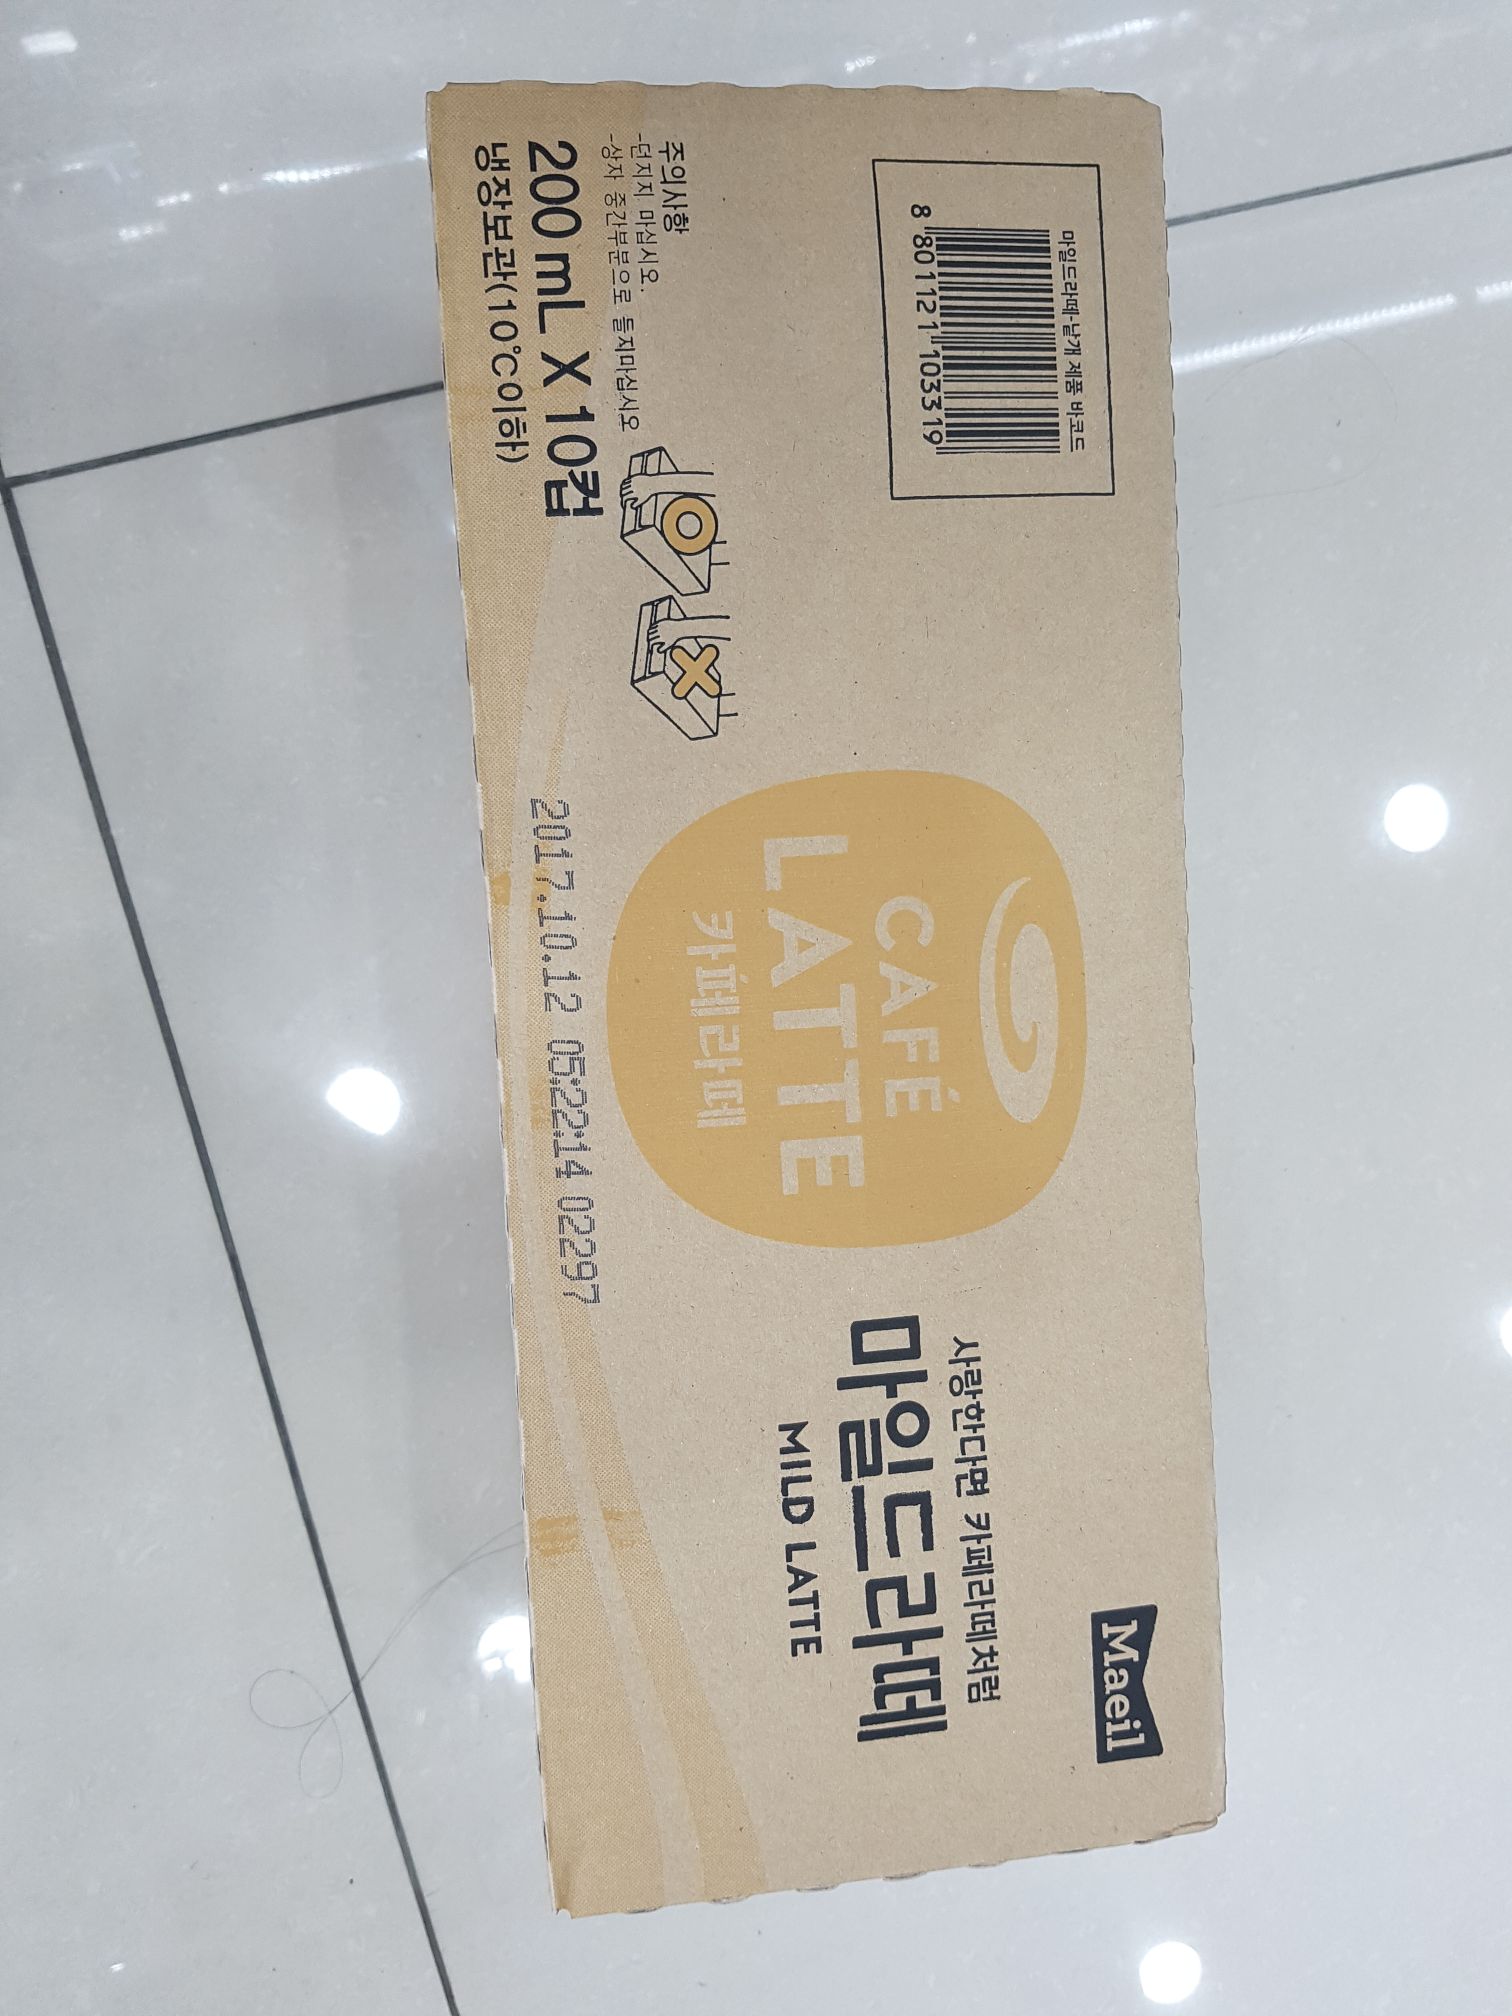 마일드라떼-낱개 제품 바코드
8 801121 103319
주의사항
-던지지 마십시요.
-상자 중간부분으로 들지마십시요
200 mL X 10컵
냉장보관(10℃이하)
CAFÉ
LATTE
카페라떼
2017.10.12 05:22:14 02297
Maeil
사랑한다면 카페라떼처럼
마일드라떼
MILD LATTE